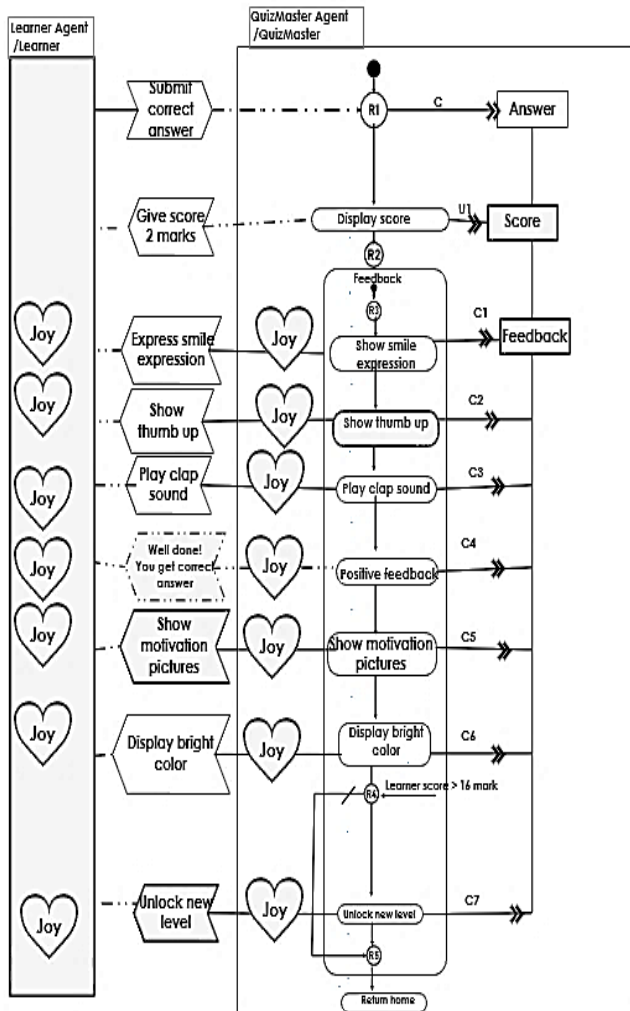 Learner Agent
/Learner
QuizMaster Agent
/QuizMaster
Submit
correct
answer
R1
C
Answer
Give score
2 marks
Display score
U1
Score
R2
Feedback
R3
Joy
Express smile
expression
Joy
Show smile
expression
C1
Feedback
Joy
Show
thumb up
Joy
Show thumb up
C2
Joy
Play clap
sound
Joy
Play clap sound
C3
Joy
Well done!
You get correct
answer
Joy
Positive feedback
C4
Joy
Show
motivation
pictures
Joy
Show motivation
pictures
C5
Joy
Display bright
color
Joy
Display bright
color
C6
R4
Learner score > 16 mark
Joy
Unlock new
level
Joy
Unlock new level
C7
R5
Return home